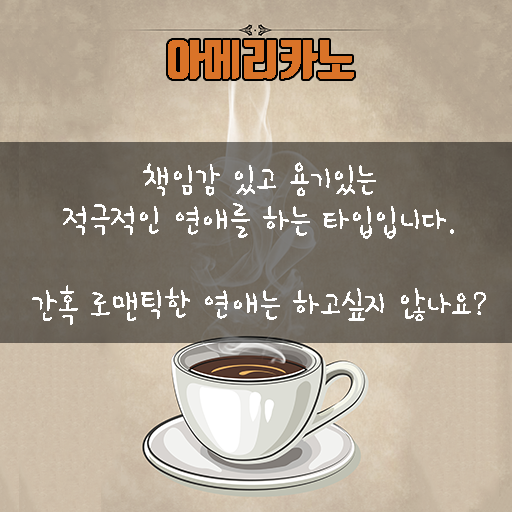 아메리카노
책임감 있고 용기있는
적극적인 연애를 하는 타입입니다.
간혹 로맨틱한 연애는 하고싶지 않나요?